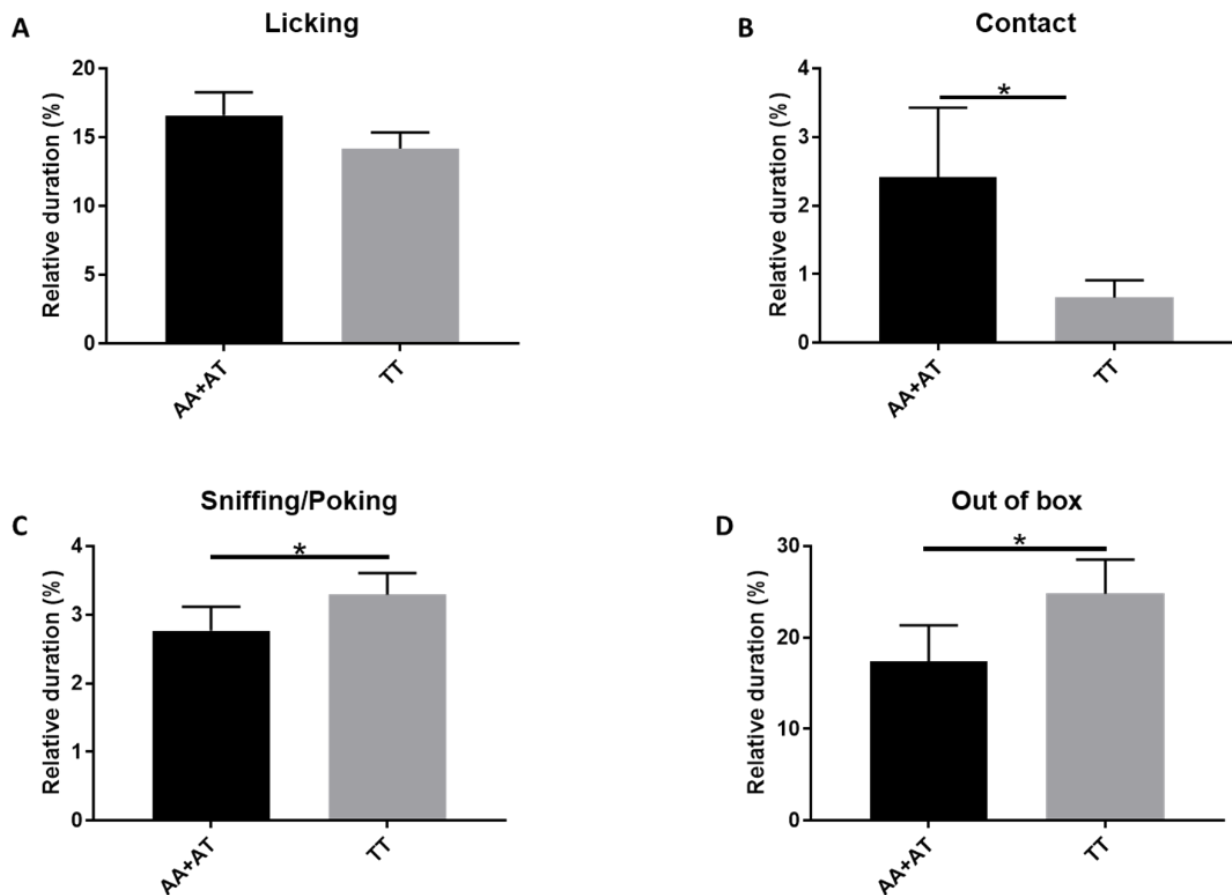 A
Licking
Relative duration (%)
20
15
10
5
0
AA+AT
TT
B
Contact
Relative duration (%)
4
3
2
1
0
*
AA+AT
TT
C
Sniffing/Poking
Relative duration (%)
4
3
2
1
0
*
AA+AT
TT
D
Out of box
Relative duration (%)
30
20
10
0
*
AA+AT
TT